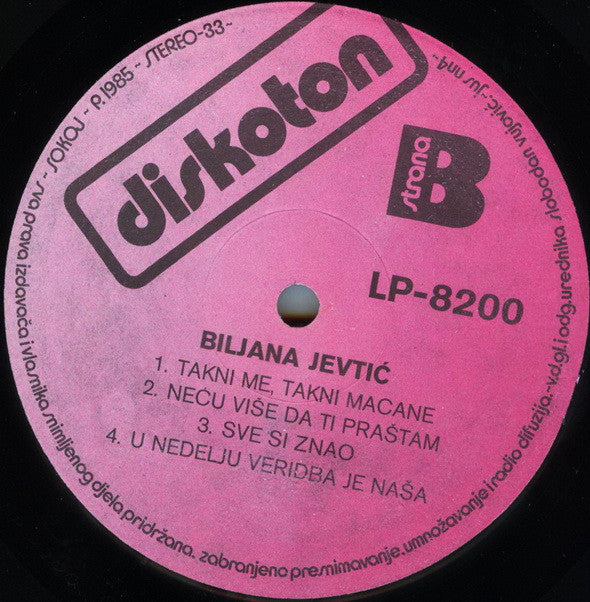 diskoton
strana B
LP-8200
BILJANA JEVTIĆ
1. TAKNI ME, TAKNI MACANE
2. NEĆU VIŠE DA TI PRAŠTAM
3. SVE SI ZNAO
4. U NEDELJU VERIDBA JE NAŠA
sva prava izdavača i vlasnika snimljenog djela pridržana. zabranjeno presnimavanje, umnožavanje i radio difuzija.-v.d.gl.i odg.urednika slobodan vujović-jus nn4-
SOKOJ - P.1985 - STEREO-33-